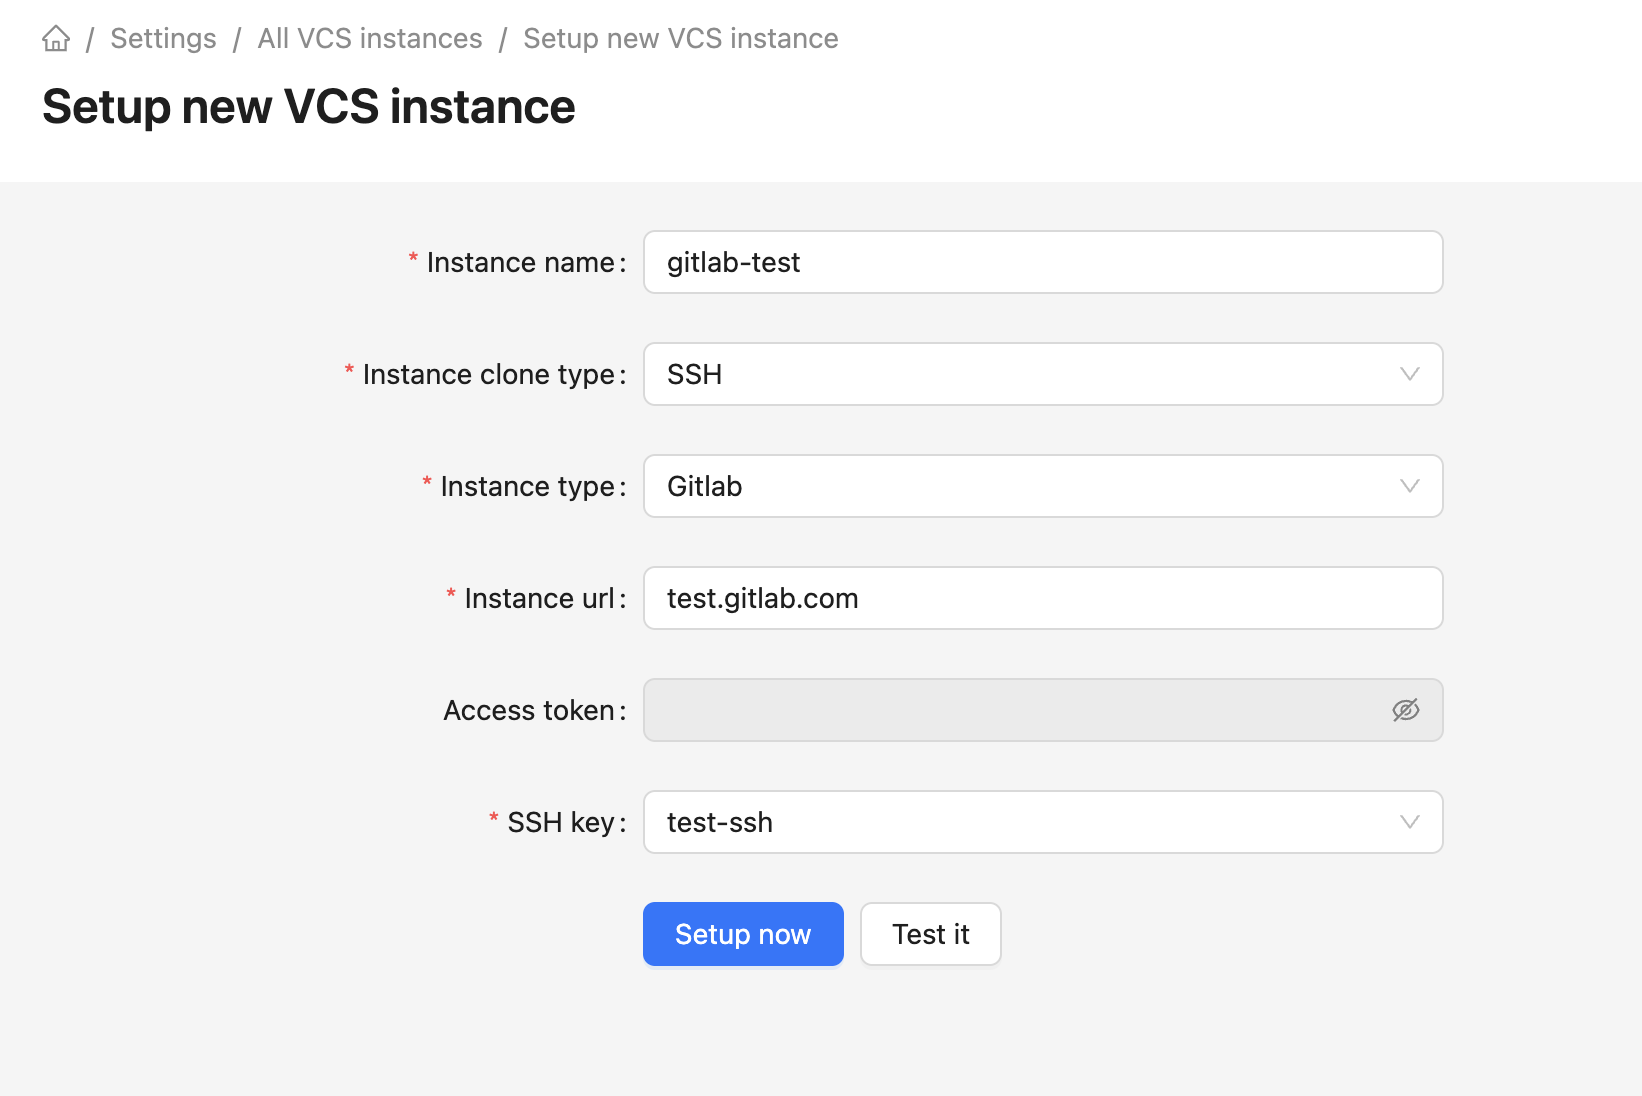 / Settings / All VCS instances / Setup new VCS instance
Setup new VCS instance
* Instance name: gitlab-test
* Instance clone type: SSH
* Instance type: Gitlab
* Instance url: test.gitlab.com
Access token:
* SSH key: test-ssh
Setup now Test it